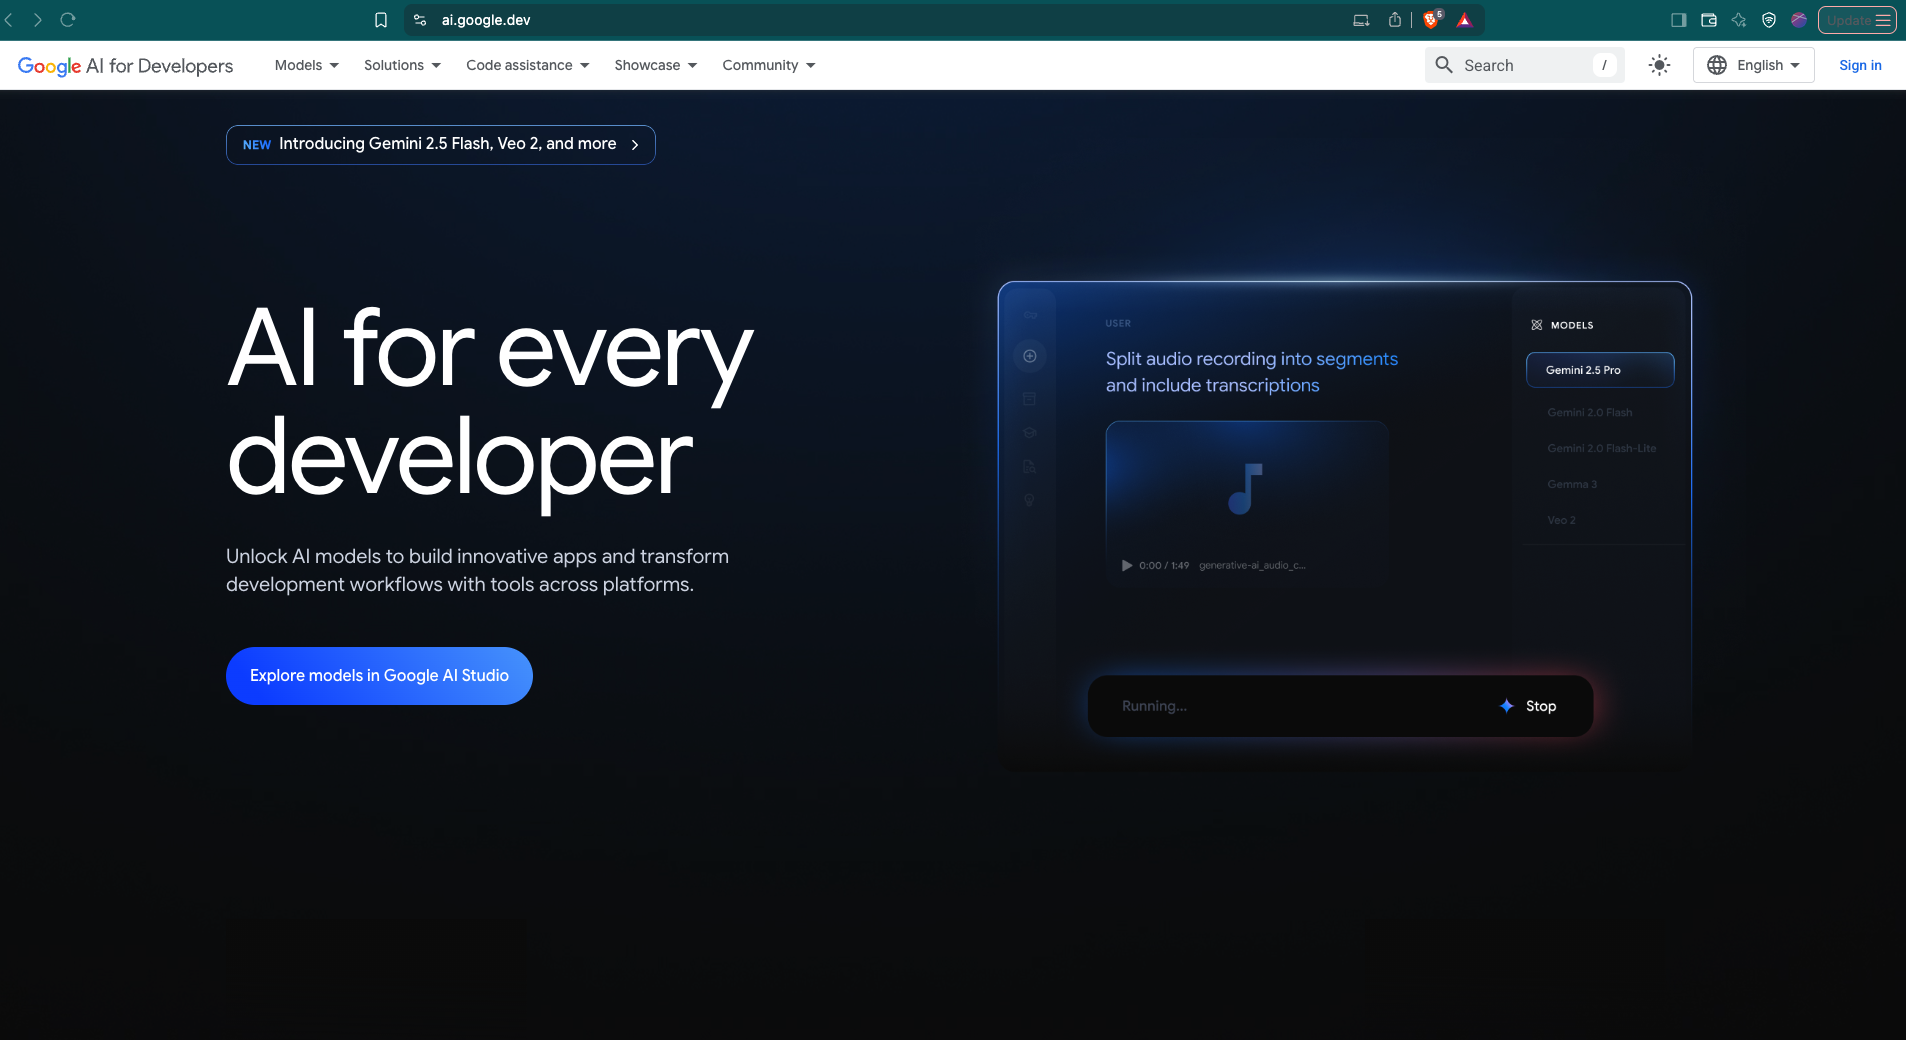 ai.google.dev
5
Update
Google AI for Developers
Models
Solutions
Code assistance
Showcase
Community
Search
/
English
Sign in
NEW Introducing Gemini 2.5 Flash, Veo 2, and more
AI for every
developer
Unlock AI models to build innovative apps and transform
development workflows with tools across platforms.
Explore models in Google AI Studio
USER
Split audio recording into segments
and include transcriptions
0:00 / 1:49 generative-ai_audio_c...
MODELS
Gemini 2.5 Pro
Gemini 2.0 Flash
Gemini 2.0 Flash-Lite
Gemma 3
Veo 2
Running...
Stop